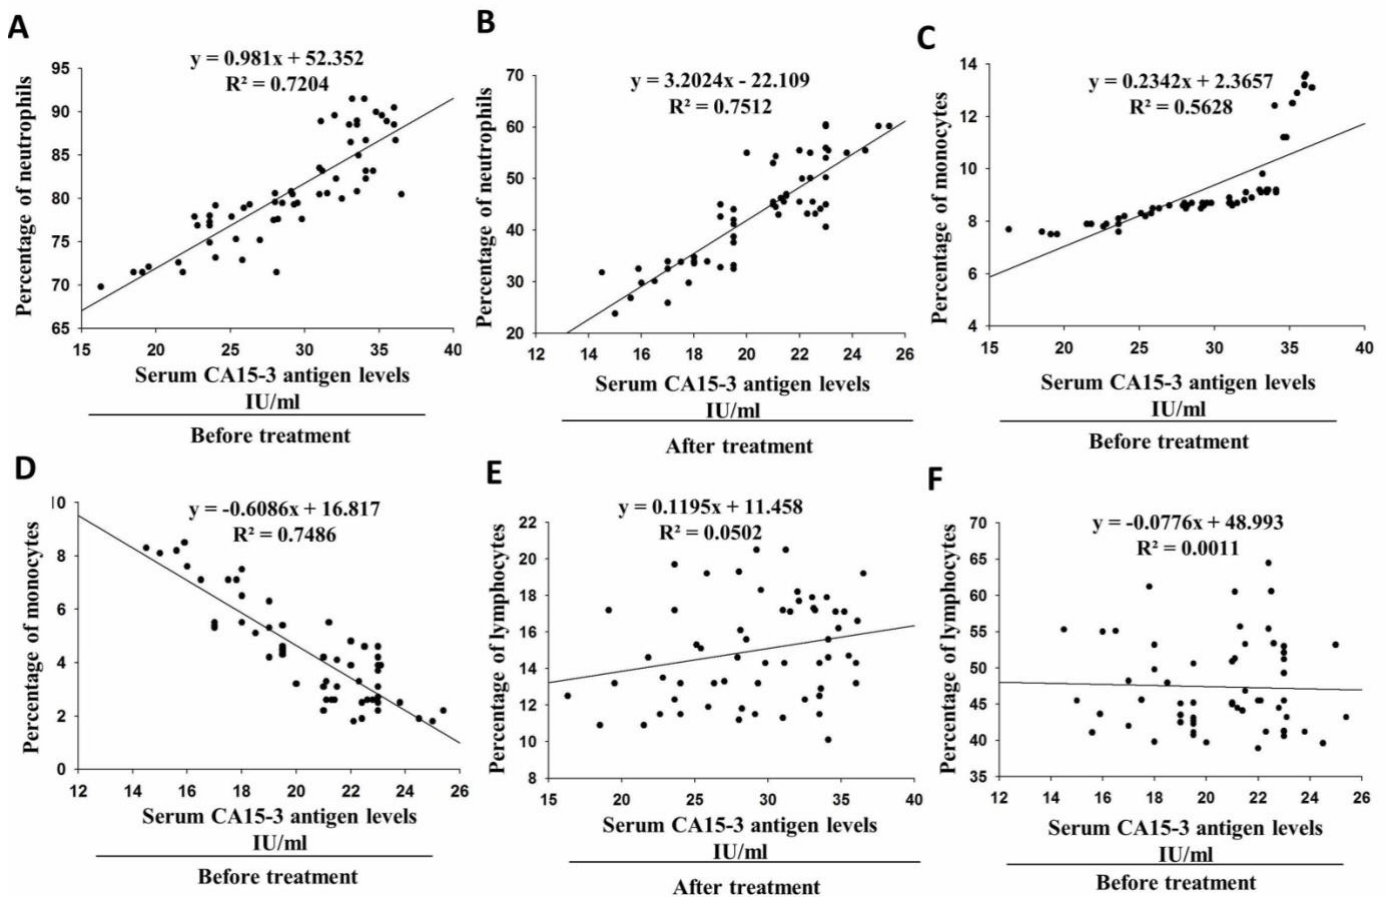 A
y = 0.981x + 52.352
R² = 0.7204
Percentage of neutrophils
95
90
85
80
75
70
65
15 20 25 30 35 40
Serum CA15-3 antigen levels
IU/ml
Before treatment
B
y = 3.2024x - 22.109
R² = 0.7512
Percentage of neutrophils
70
60
50
40
30
20
12 14 16 18 20 22 24 26
Serum CA15-3 antigen levels
IU/ml
After treatment
C
y = 0.2342x + 2.3657
R² = 0.5628
Percentage of monocytes
14
12
10
8
6
4
15 20 25 30 35 40
Serum CA15-3 antigen levels
IU/ml
Before treatment
D
y = -0.6086x + 16.817
R² = 0.7486
Percentage of monocytes
10
8
6
4
2
0
12 14 16 18 20 22 24 26
Serum CA15-3 antigen levels
IU/ml
Before treatment
E
y = 0.1195x + 11.458
R² = 0.0502
Percentage of lymphocytes
22
20
18
16
14
12
10
8
15 20 25 30 35 40
Serum CA15-3 antigen levels
IU/ml
After treatment
F
y = -0.0776x + 48.993
R² = 0.0011
Percentage of lymphocytes
70
65
60
55
50
45
40
35
12 14 16 18 20 22 24 26
Serum CA15-3 antigen levels
IU/ml
Before treatment